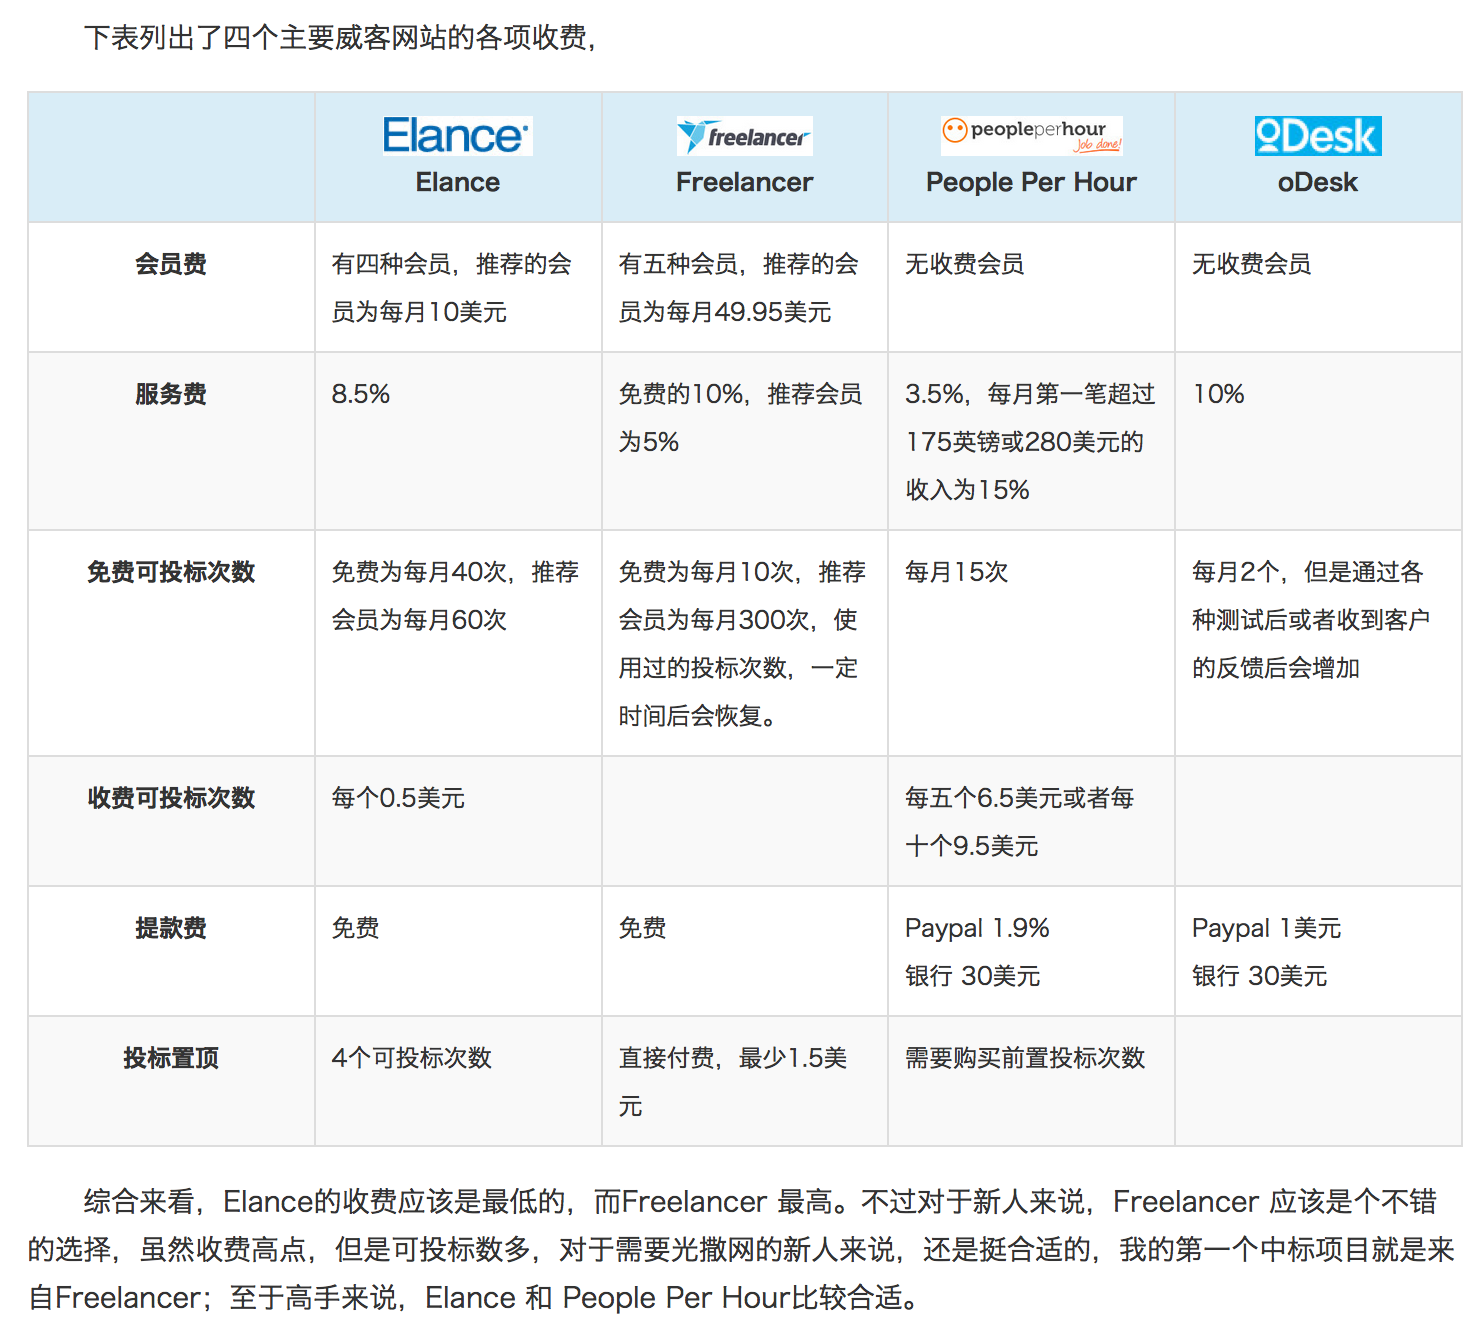 下表列出了四个主要威客网站的各项收费，
Elance
freelancer
peopleperhour
Job done!
oDesk
Elance
Freelancer
People Per Hour
oDesk
会员费
有四种会员，推荐的会
员为每月10美元
有五种会员，推荐的会
员为每月49.95美元
无收费会员
无收费会员
服务费
8.5%
免费的10%，推荐会员
为5%
3.5%，每月第一笔超过
175英镑或280美元的
收入为15%
10%
免费可投标次数
免费为每月40次，推荐
会员为每月60次
免费为每月10次，推荐
会员为每月300次，使
用过的投标次数，一定
时间后会恢复。
每月15次
每月2个，但是通过各
种测试后或者收到客户
的反馈后会增加
收费可投标次数
每个0.5美元
每五个6.5美元或者每
十个9.5美元
提款费
免费
免费
Paypal 1.9%
银行 30美元
Paypal 1美元
银行 30美元
投标置顶
4个可投标次数
直接付费，最少1.5美
元
需要购买前置投标次数
综合来看，Elance的收费应该是最低的，而Freelancer 最高。不过对于新人来说，Freelancer 应该是个不错
的选择，虽然收费高点，但是可投标数多，对于需要光撒网的新人来说，还是挺合适的，我的第一个中标项目就是来
自Freelancer；至于高手来说，Elance 和 People Per Hour比较合适。